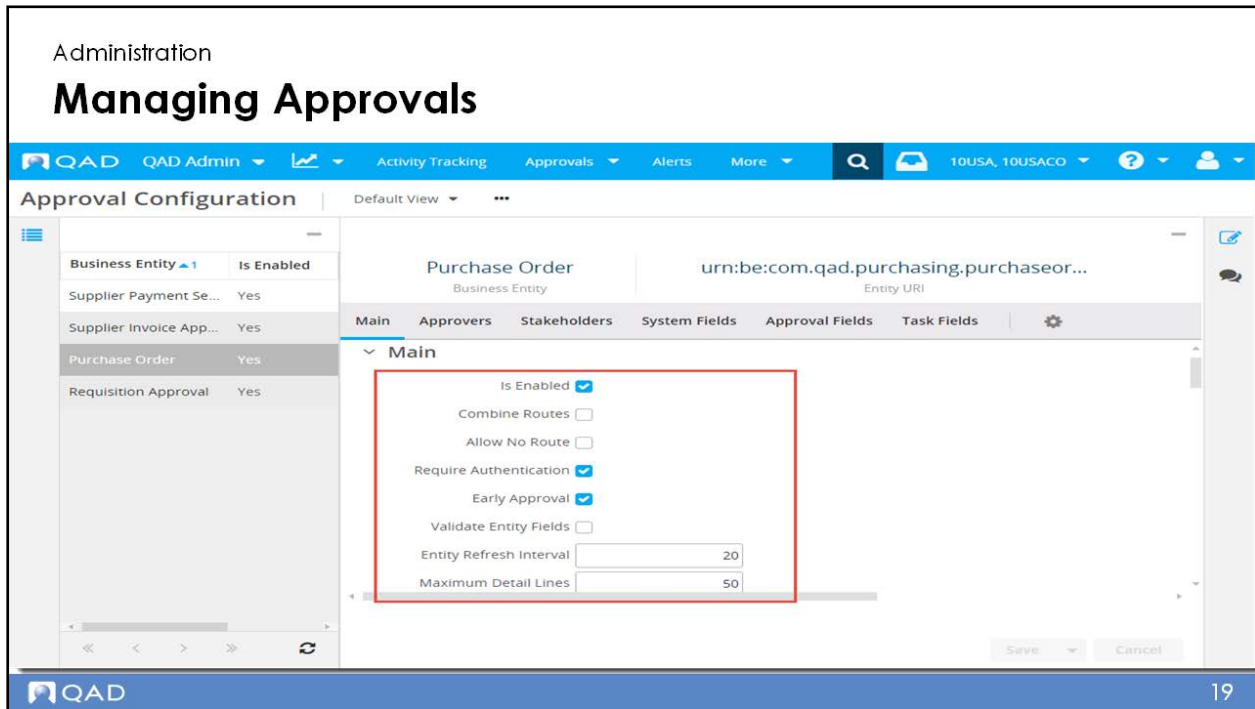 Administration
Managing Approvals
QAD QAD Admin Activity Tracking Approvals Alerts More 10USA, 10USACO ?
Approval Configuration Default View •••
Business Entity 1 Is Enabled
Supplier Payment Se... Yes
Supplier Invoice App... Yes
Purchase Order Yes
Requisition Approval Yes
Purchase Order urn:be:com.qad.purchasing.purchaseor...
Business Entity Entity URI
Main Approvers Stakeholders System Fields Approval Fields Task Fields
Main
Is Enabled
Combine Routes
Allow No Route
Require Authentication
Early Approval
Validate Entity Fields
Entity Refresh Interval 20
Maximum Detail Lines 50
Save Cancel
QAD 19